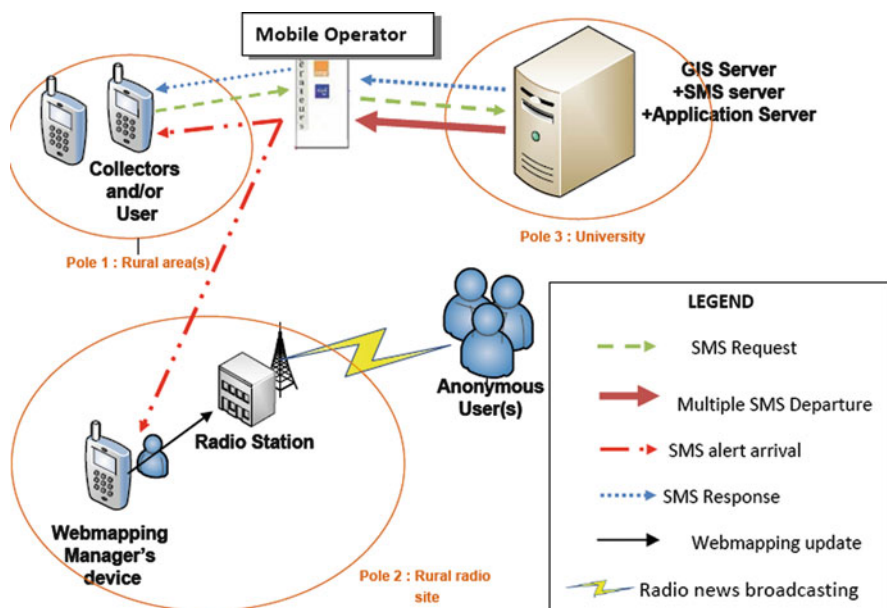 Mobile Operator
GIS Server
+SMS server
+Application Server
Collectors
and/or
User
Pole 1 : Rural area(s)
Pole 3 : University
Anonymous
User(s)
Radio Station
Webmapping
Manager's
device
Pole 2 : Rural radio
site
LEGEND
SMS Request
Multiple SMS Departure
SMS alert arrival
SMS Response
Webmapping update
Radio news broadcasting